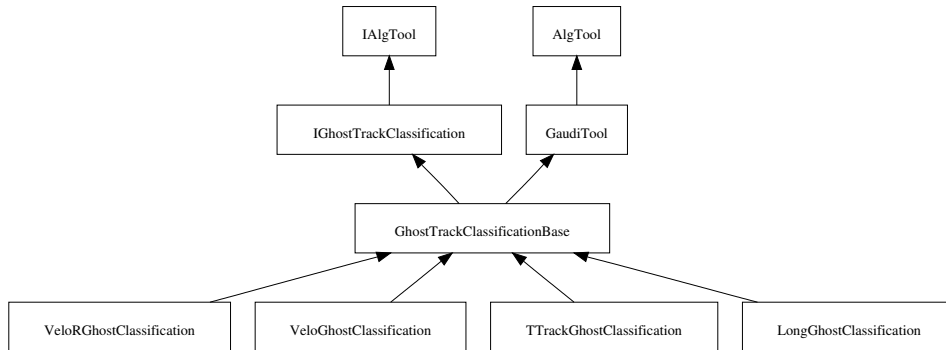 IAlgTool
AlgTool
IGhostTrackClassification
GaudiTool
GhostTrackClassificationBase
VeloRGhostClassification
VeloGhostClassification
TTrackGhostClassification
LongGhostClassification